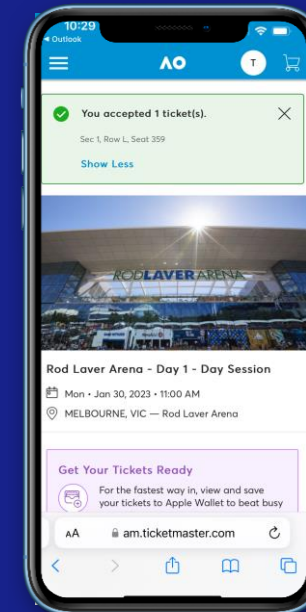 10:29
◀ Outlook
AO
T
You accepted 1 ticket(s).
Sec 1, Row L, Seat 359
Show Less
ROD LAVER ARENA
Rod Laver Arena - Day 1 - Day Session
Mon • Jan 30, 2023 • 11:00 AM
MELBOURNE, VIC — Rod Laver Arena
Get Your Tickets Ready
For the fastest way in, view and save
your tickets to Apple Wallet to beat busy
AA
am.ticketmaster.com